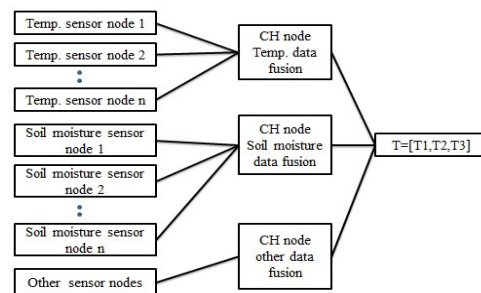 Temp. sensor node 1
Temp. sensor node 2
Temp. sensor node n
Soil moisture sensor
node 1
Soil moisture sensor
node 2
Soil moisture sensor
node n
Other sensor nodes
CH node
Temp. data
fusion
CH node
Soil moisture
data fusion
CH node
other data
fusion
T=[T1,T2,T3]